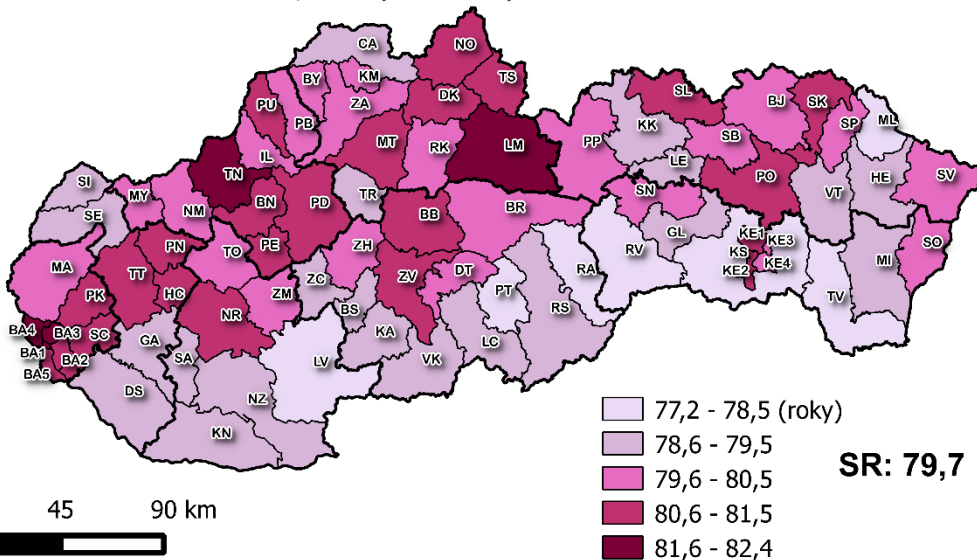 CA
NO
BY
KM
TS
PU
ZA
DK
PB
SL
BJ
SK
ML
KK
SP
SB
MT
RK
LM
PP
IL
HE
TN
LE
PO
SV
SI
TR
VT
MY
NM
BN
PD
SN
SE
BB
BR
PN
PE
TO
ZH
GL
KE1
KE3
SO
RV
KS
MA
TT
KE2
KE4
MI
ZC
ZV
DT
RA
HC
ZM
PT
TV
PK
NR
BS
RS
BA4
BA3
SC
GA
KA
LC
BA1
BA2
SA
LV
VK
BA5
DS
NZ
KN
77,2 - 78,5 (roky)
78,6 - 79,5
79,6 - 80,5
80,6 - 81,5
81,6 - 82,4
SR: 79,7
45 90 km